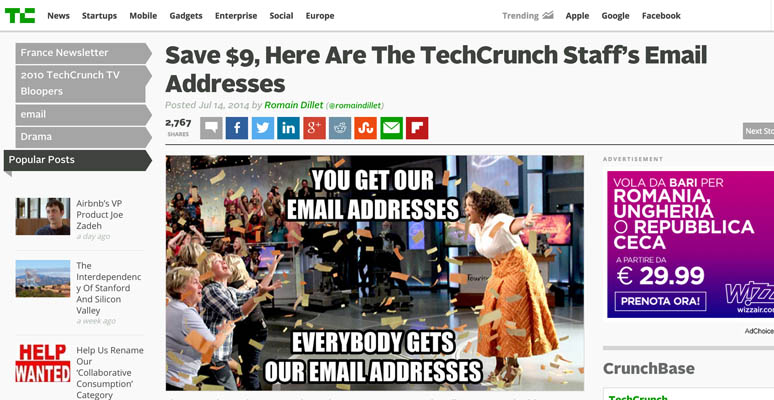 TC
News Startups Mobile Gadgets Enterprise Social Europe
Trending Apple Google Facebook
France Newsletter
2010 TechCrunch TV
Bloopers
email
Drama
Popular Posts
Airbnb's VP
Product Joe
Zadeh
a day ago
The
Interdependenc
y Of Stanford
And Silicon
Valley
a week ago
HELP
WANTED
Help Us Rename
Our
'Collaborative
Consumption'
Category
Save $9, Here Are The TechCrunch Staff's Email
Addresses
Posted Jul 14, 2014 by Romain Dillet (@romaindillet)
2,767
SHARES
Next Sto
YOU GET OUR
EMAIL ADDRESSES
EVERYBODY GETS
OUR EMAIL ADDRESSES
ADVERTISEMENT
VOLA DA BARI PER
ROMANIA,
UNGHERIA
O REPUBBLICA
CECA
A PARTIRE DA
€ 29.99
PRENOTA ORA!
WIZZ
wizzair.com
AdChoice
CrunchBase
TechCrunch